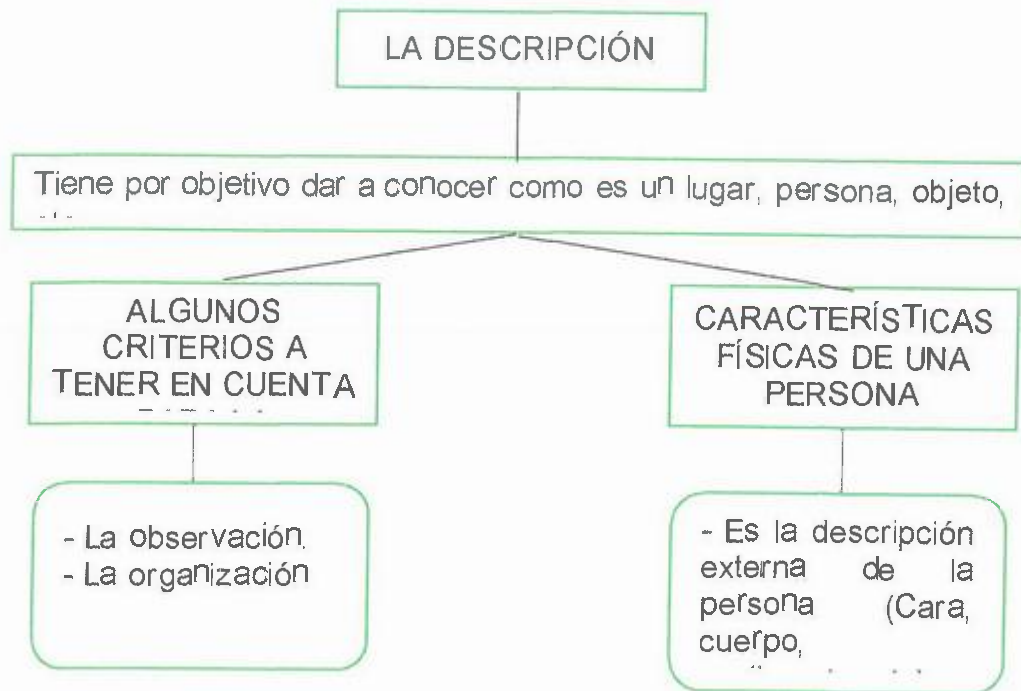 LA DESCRIPCIÓN
Tiene por objetivo dar a conocer como es un lugar, persona, objeto,
ALGUNOS
CRITERIOS A
TENER EN CUENTA
CARACTERÍSTICAS
FÍSICAS DE UNA
PERSONA
- La observación.
- La organización
- Es la descripción
externa de la
persona (Cara,
cuerpo,